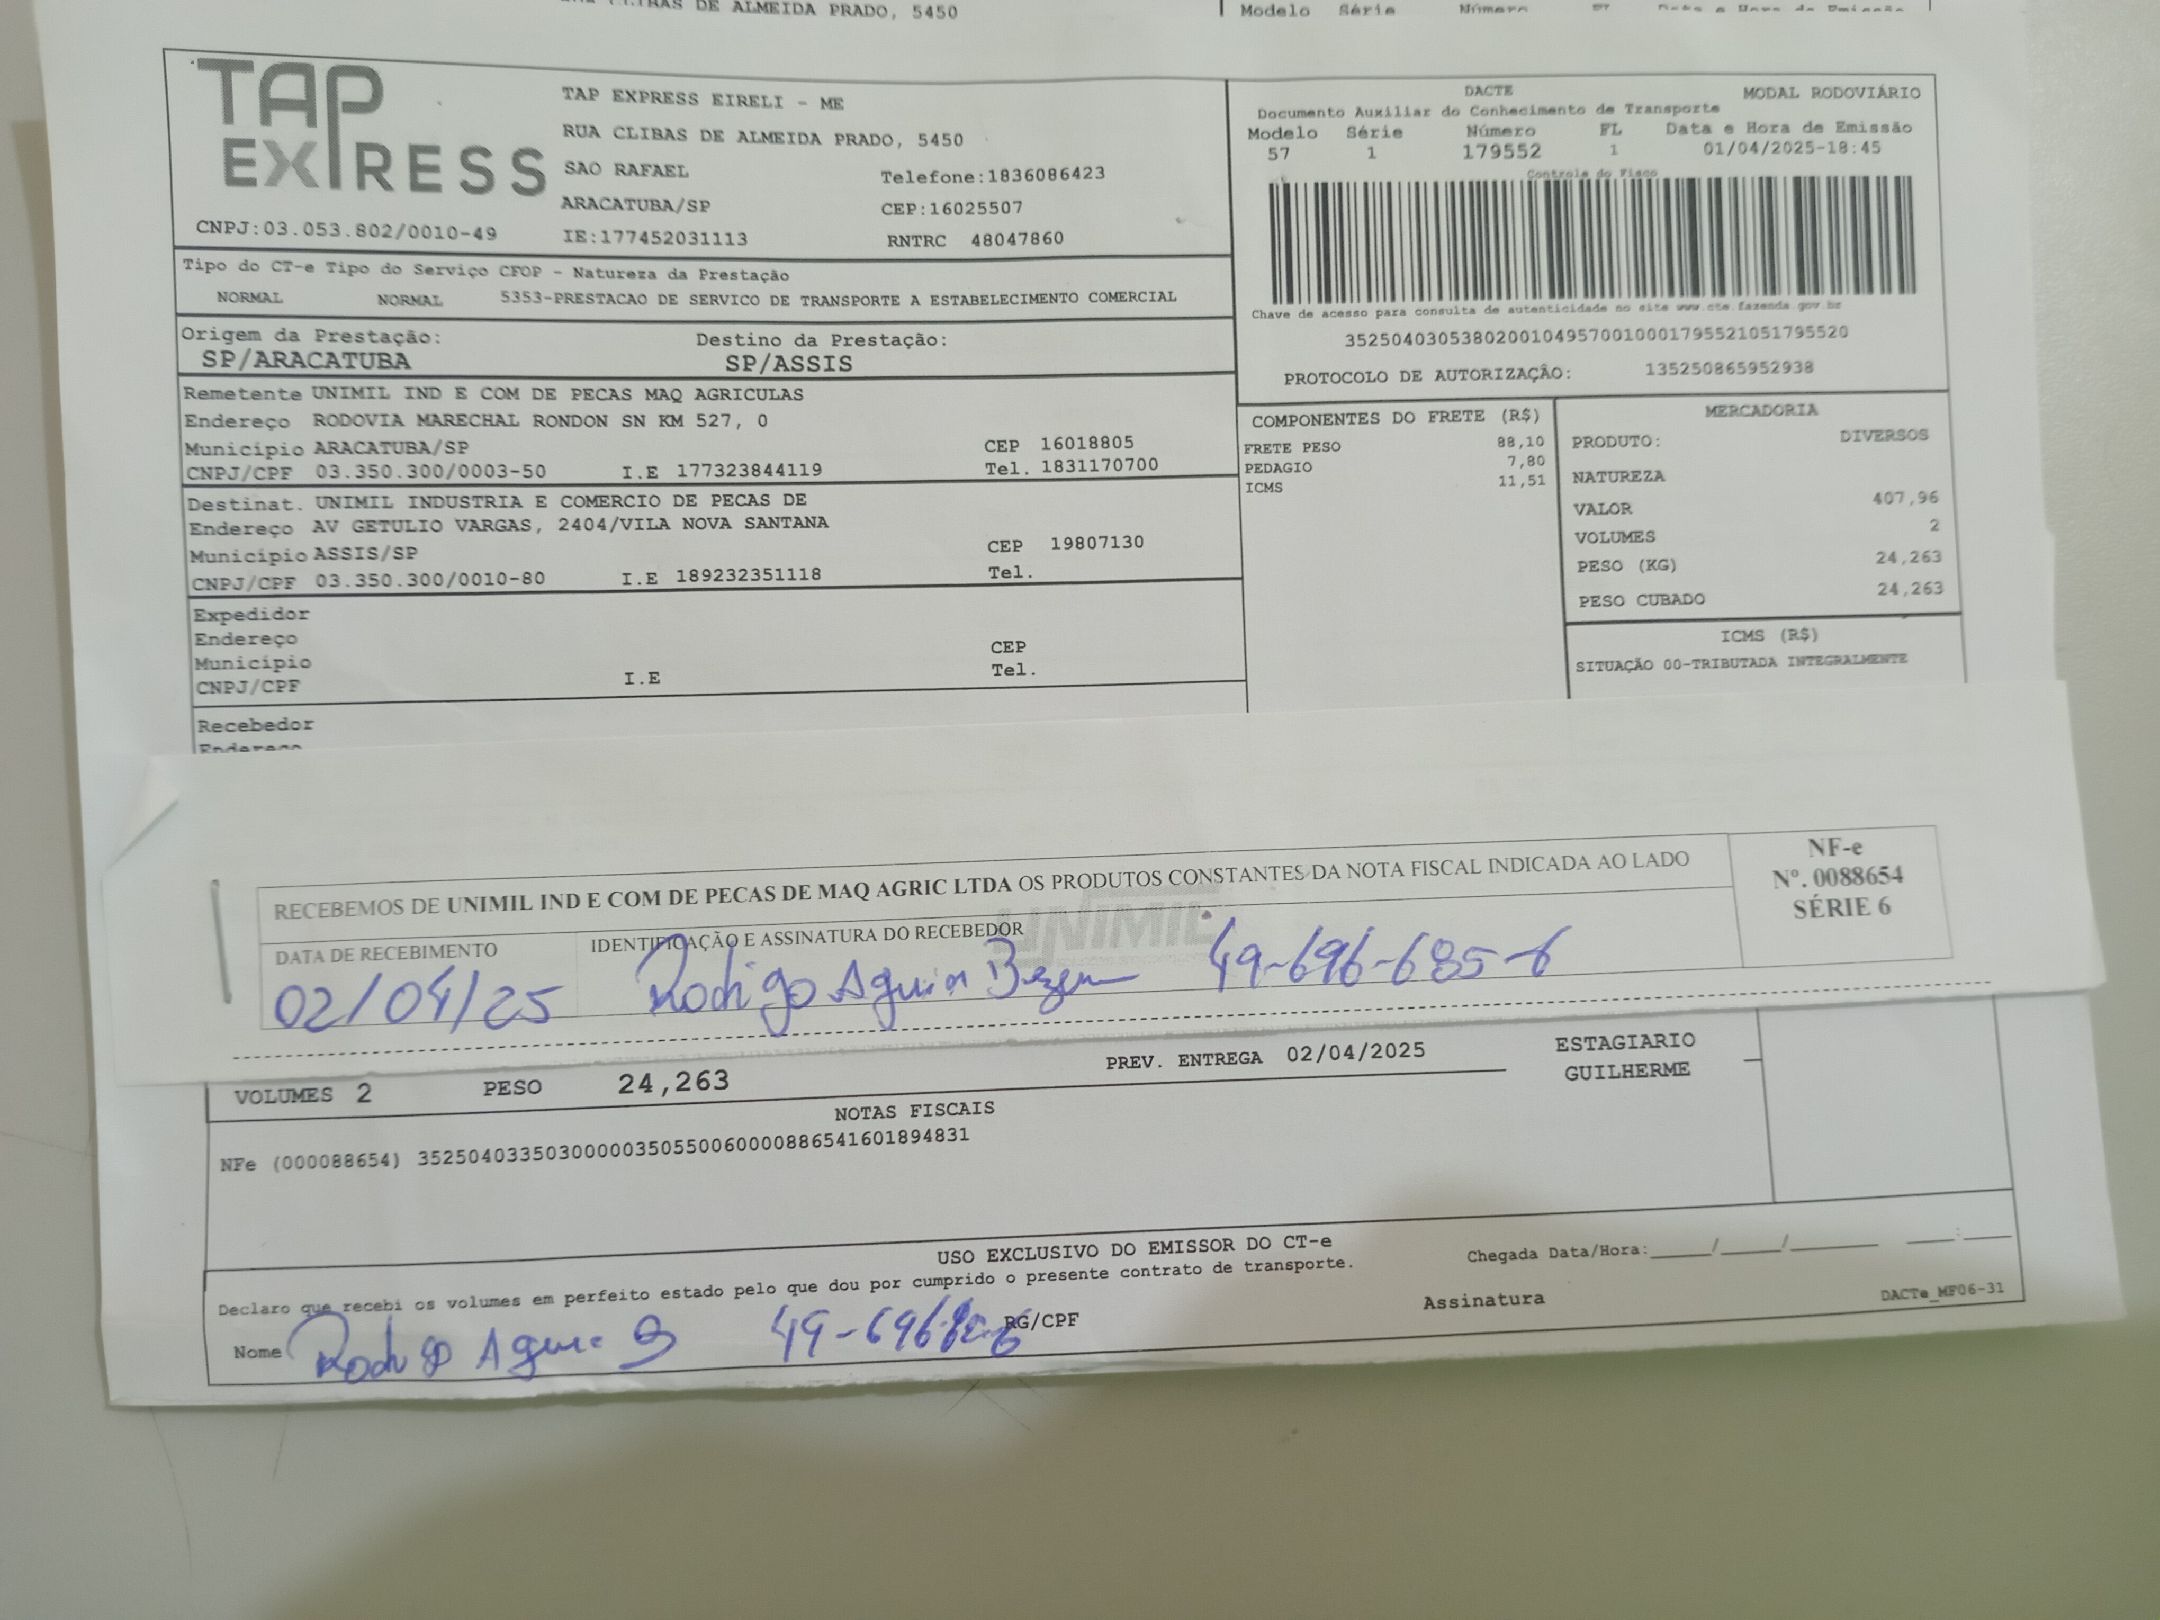 DE ALMEIDA PRADO, 5450
Modelo Série Número
TAP EXPRESS
TAP EXPRESS EIRELI - ME
RUA CLIBAS DE ALMEIDA PRADO, 5450
SAO RAFAEL Telefone:1836086423
ARACATUBA/SP CEP:16025507
CNPJ:03.053.802/0010-49 IE:177452031113 RNTRC 48047860
DACTE MODAL RODOVIÁRIO
Documento Auxiliar do Conhecimento de Transporte
Modelo Série Número FL Data e Hora de Emissão
57 1 179552 1 01/04/2025-18:45
Controle do Fisco
Chave de acesso para consulta de autenticidade no site www.cte.fazenda.gov.br
35250403053802001049570010001795521051795520
PROTOCOLO DE AUTORIZAÇÃO: 135250865952938
Tipo do CT-e Tipo do Serviço CFOP - Natureza da Prestação
NORMAL NORMAL 5353-PRESTACAO DE SERVICO DE TRANSPORTE A ESTABELECIMENTO COMERCIAL
Origem da Prestação: Destino da Prestação:
SP/ARACATUBA SP/ASSIS
Remetente UNIMIL IND E COM DE PECAS MAQ AGRICULAS
Endereço RODOVIA MARECHAL RONDON SN KM 527, 0
Município ARACATUBA/SP CEP 16018805
CNPJ/CPF 03.350.300/0003-50 I.E 177323844119 Tel. 1831170700
Destinat. UNIMIL INDUSTRIA E COMERCIO DE PECAS DE
Endereço AV GETULIO VARGAS, 2404/VILA NOVA SANTANA
Município ASSIS/SP CEP 19807130
CNPJ/CPF 03.350.300/0010-80 I.E 189232351118 Tel.
Expedidor
Endereço
Município CEP
CNPJ/CPF I.E Tel.
Recebedor
Endereço
COMPONENTES DO FRETE (R$)
FRETE PESO 88,10
PEDAGIO 7,80
ICMS 11,51
MERCADORIA
PRODUTO: DIVERSOS
NATUREZA
VALOR 407,96
VOLUMES 2
PESO (KG) 24,263
PESO CUBADO 24,263
ICMS (R$)
SITUAÇÃO 00-TRIBUTADA INTEGRALMENTE
RECEBEMOS DE UNIMIL IND E COM DE PECAS DE MAQ AGRIC LTDA OS PRODUTOS CONSTANTES DA NOTA FISCAL INDICADA AO LADO
NF-e
Nº. 0088654
SÉRIE 6
UNIMIL
DATA DE RECEBIMENTO IDENTIFICAÇÃO E ASSINATURA DO RECEBEDOR
02/04/25 Rodrigo Aguiar 49-696-685-6
VOLUMES 2 PESO 24,263 PREV. ENTREGA 02/04/2025
ESTAGIARIO
GUILHERME
NOTAS FISCAIS
NFe (000088654) 35250403350300000350550060000886541601894831
USO EXCLUSIVO DO EMISSOR DO CT-e
Declaro que recebi os volumes em perfeito estado pelo que dou por cumprido o presente contrato de transporte.
Chegada Data/Hora:_____/_____/_______ ____:____
Nome Rodrigo RG/CPF Assinatura
DACTe_MF06-31